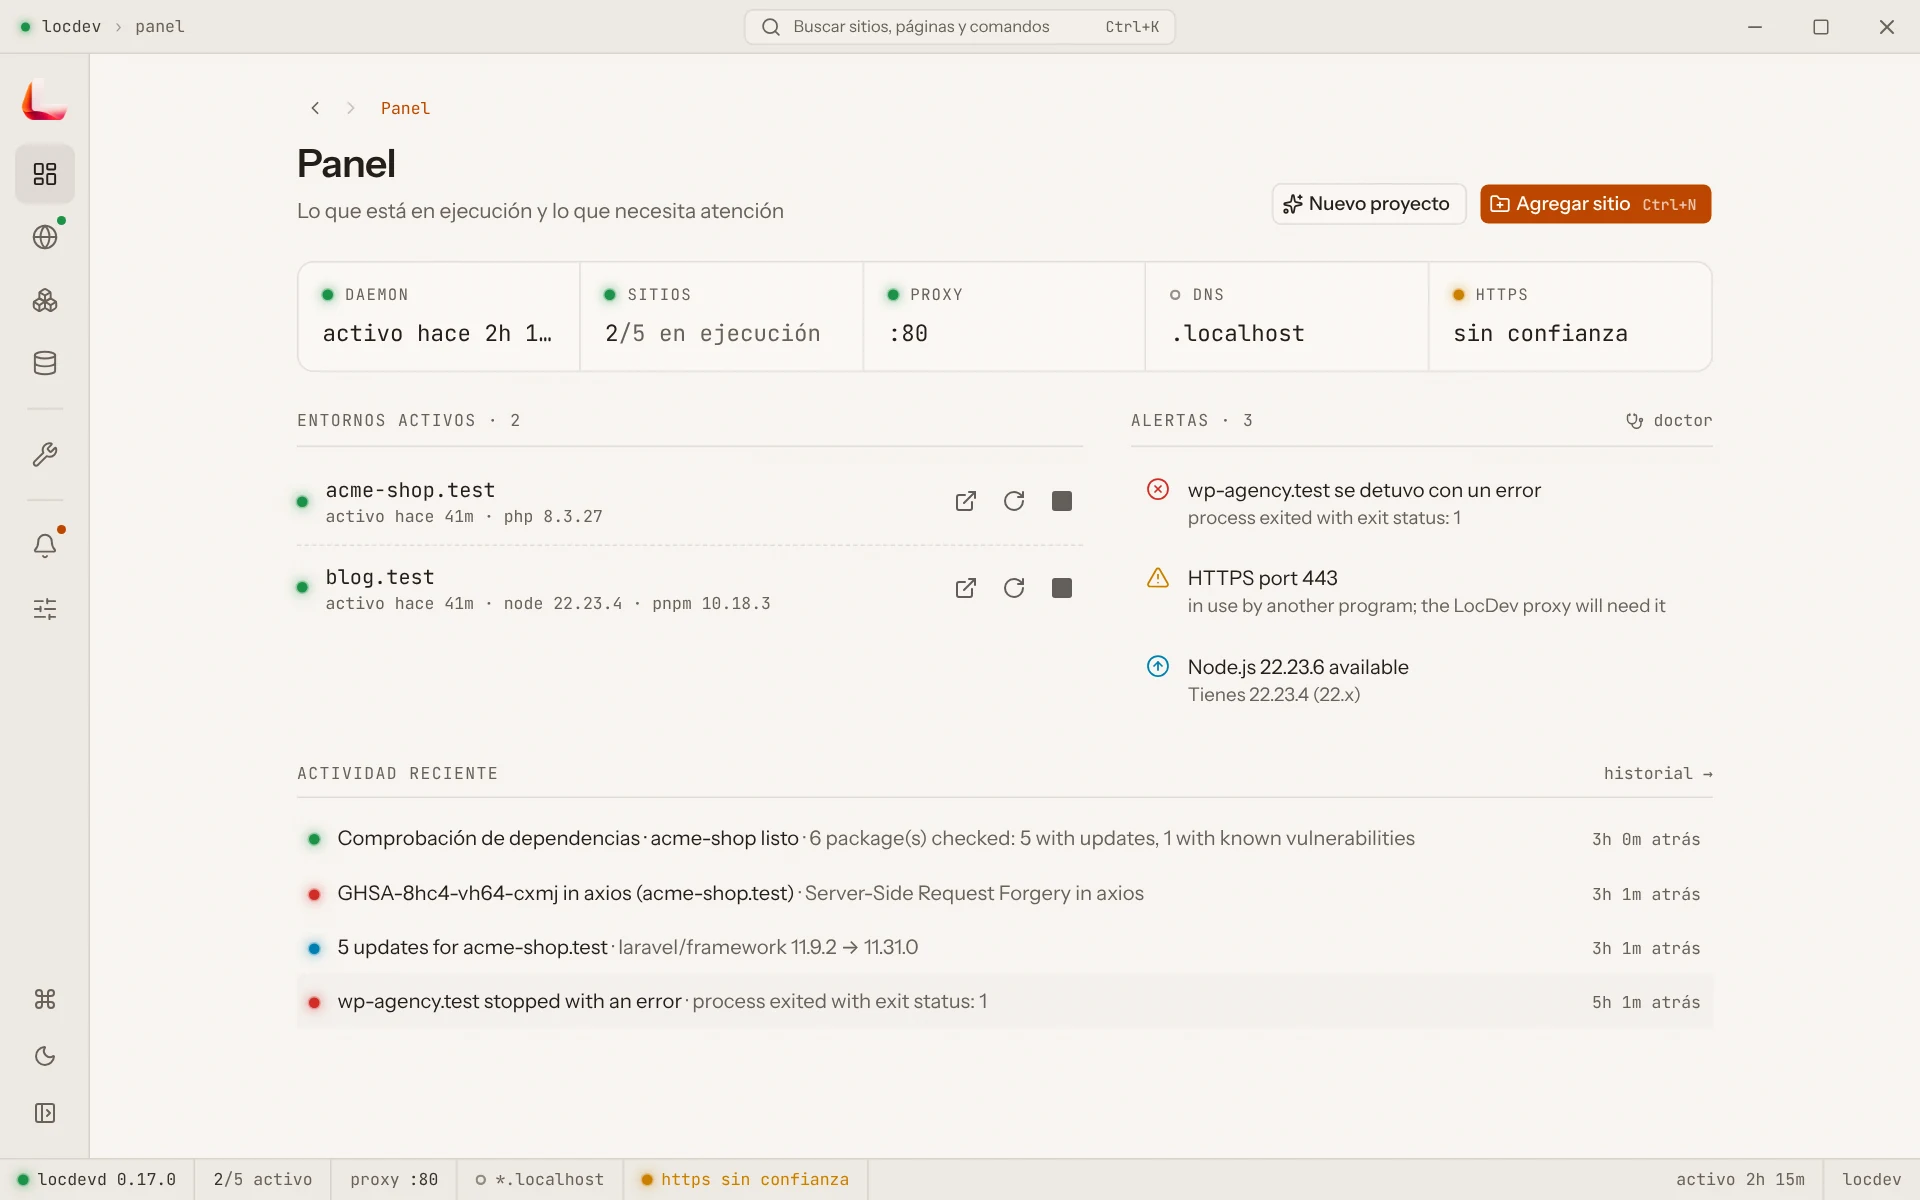 locdev › panel
Buscar sitios, páginas y comandos Ctrl+K
Panel
Panel
Lo que está en ejecución y lo que necesita atención
Nuevo proyecto
Agregar sitio Ctrl+N
DAEMON
activo hace 2h 1…
SITIOS
2/5 en ejecución
PROXY
:80
DNS
.localhost
HTTPS
sin confianza
ENTORNOS ACTIVOS · 2
acme-shop.test
activo hace 41m · php 8.3.27
blog.test
activo hace 41m · node 22.23.4 · pnpm 10.18.3
ALERTAS · 3
doctor
wp-agency.test se detuvo con un error
process exited with exit status: 1
HTTPS port 443
in use by another program; the LocDev proxy will need it
Node.js 22.23.6 available
Tienes 22.23.4 (22.x)
ACTIVIDAD RECIENTE
historial →
Comprobación de dependencias · acme-shop listo · 6 package(s) checked: 5 with updates, 1 with known vulnerabilities 3h 0m atrás
GHSA-8hc4-vh64-cxmj in axios (acme-shop.test) · Server-Side Request Forgery in axios 3h 1m atrás
5 updates for acme-shop.test · laravel/framework 11.9.2 → 11.31.0 3h 1m atrás
wp-agency.test stopped with an error · process exited with exit status: 1 5h 1m atrás
locdevd 0.17.0
2/5 activo
proxy :80
*.localhost
https sin confianza
activo 2h 15m
locdev